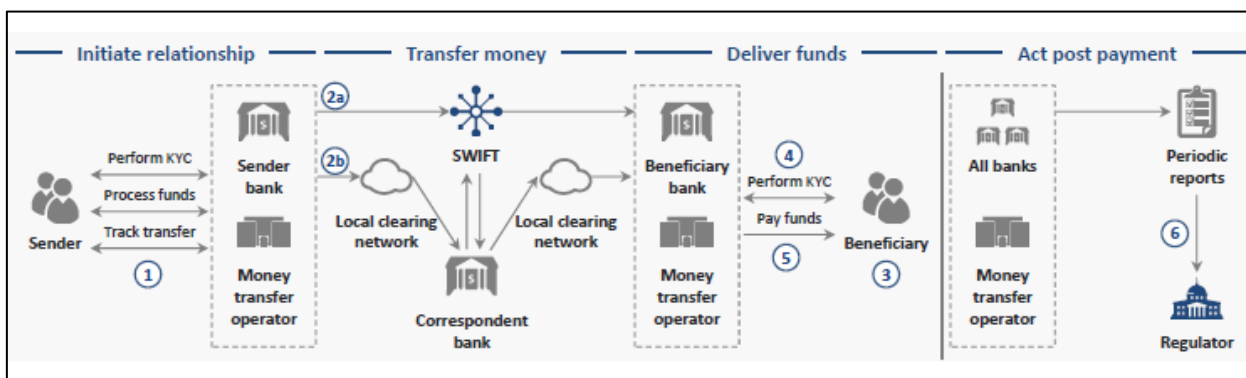 Initiate relationship
Transfer money
Deliver funds
Act post payment
Perform KYC
Process funds
Track transfer
Sender
1
$
Sender
bank
Money
transfer
operator
2a
2b
SWIFT
Local clearing
network
Local clearing
network
$
Correspondent
bank
$
Beneficiary
bank
Money
transfer
operator
4
Perform KYC
Pay funds
5
Beneficiary
3
All banks
Money
transfer
operator
Periodic
reports
6
Regulator